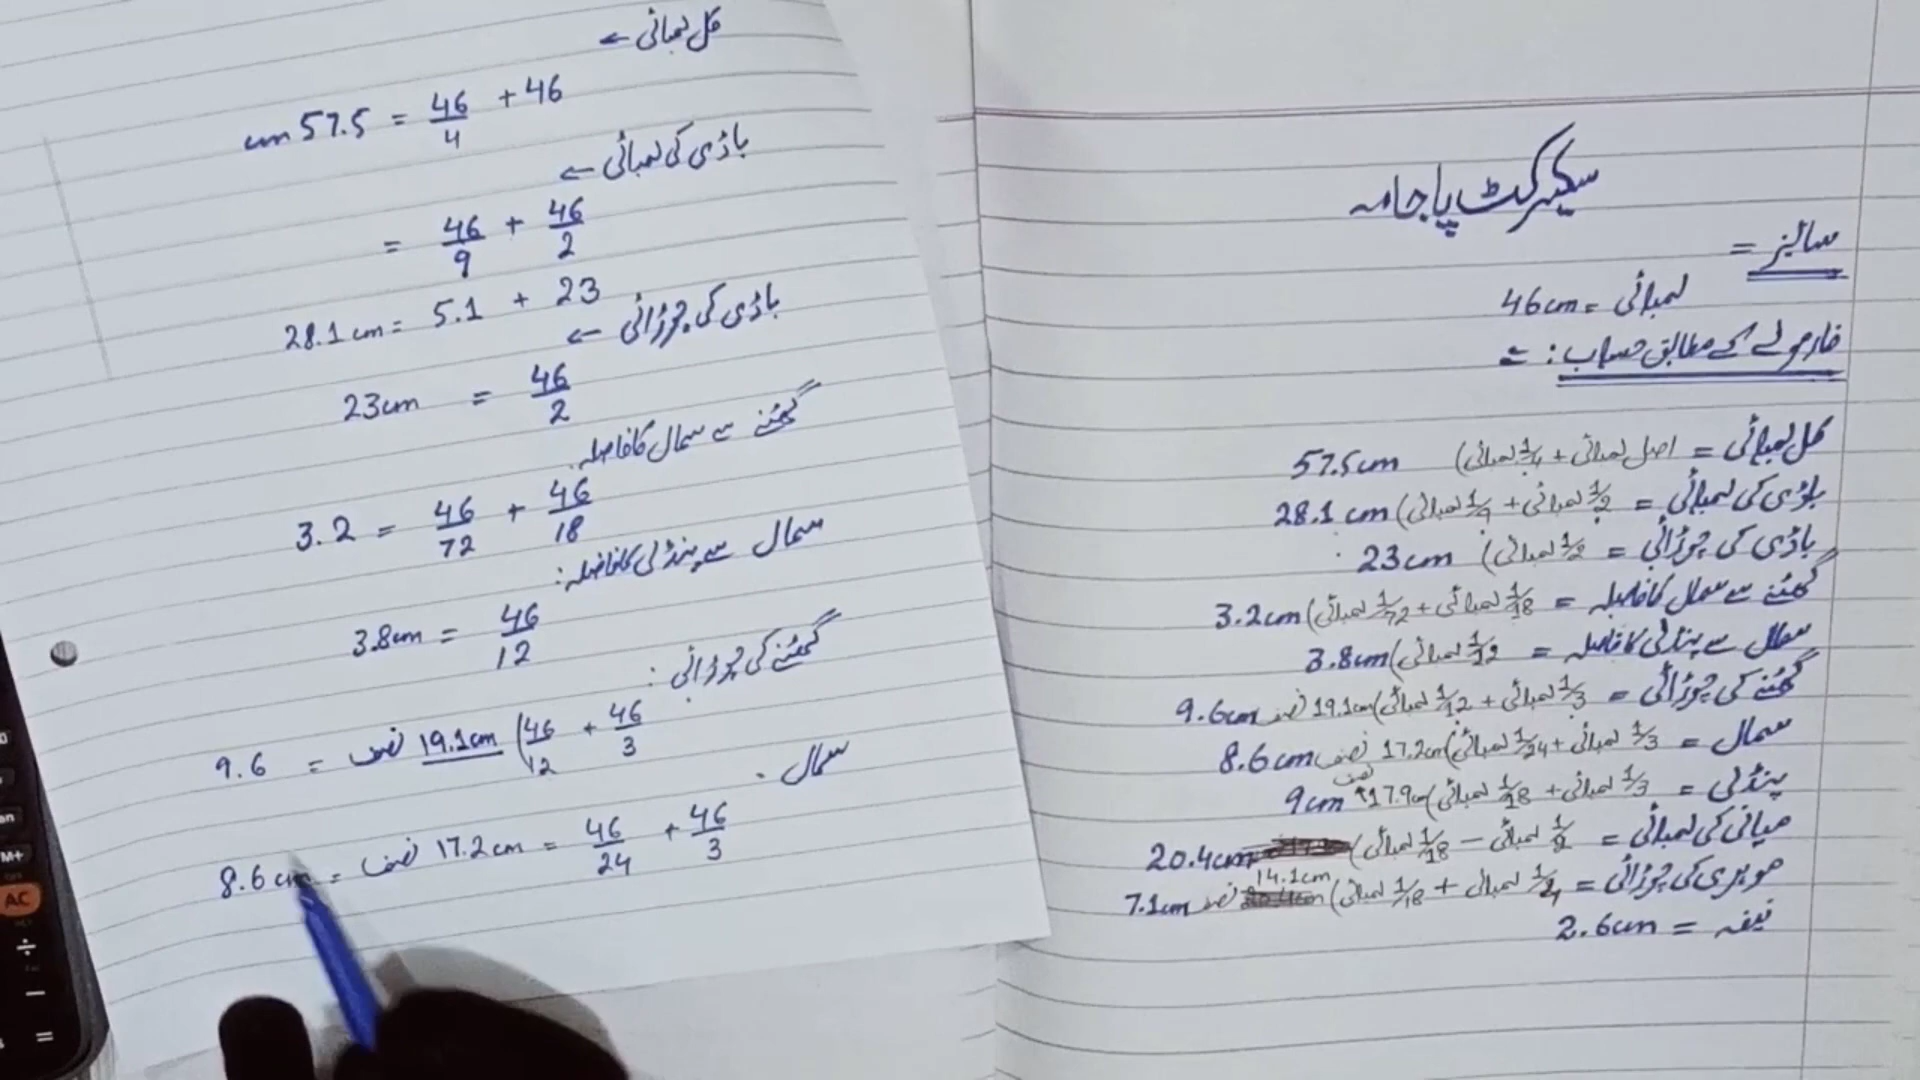 کل لمبائی ←
cm 57.5 = 46/4 + 46
باڈی کی لمبائی ←
= 46/9 + 46/2
28.1 cm = 5.1 + 23
باڈی کی چوڑائی ←
23cm = 46/2
گھٹنے سے سمال کا فاصلہ
3.2 = 46/72 + 46/18
سمال سے پنڈلی کا فاصلہ:
3.8cm = 46/12
گھٹنے کی چوڑائی:
9.6 = نصف 19.1cm (46/12 + 46/3
سمال
8.6 cm = نصف 17.2 cm = 46/24 + 46/3
سکیر کٹ پاجامہ
سائیز =
لمبائی = 46cm
فارمولے کے مطابق حساب:
کل لمبائی = اصل لمبائی + 1/4 لمبائی) 57.5cm
باڈی کی لمبائی = 1/2 لمبائی + 1/9 لمبائی) 28.1 cm
باڈی کی چوڑائی = 1/2 لمبائی) 23cm
گھٹنے سے سمال کا فاصلہ = 1/18 لمبائی + 1/72 لمبائی) 3.2cm
سمال سے پنڈلی کا فاصلہ = 1/12 لمبائی) 3.8cm
گھٹنے کی چوڑائی = 1/3 لمبائی + 1/12 لمبائی) 19.1cm نصف 9.6cm
سمال = 1/3 لمبائی + 1/24 لمبائی) 17.2cm نصف 8.6cm
پنڈلی = 1/3 لمبائی + 1/18 لمبائی) 17.9cm نصف 9cm
میانی کی لمبائی = 1/2 لمبائی − 1/18 لمبائی) 20.4cm
موہری کی چوڑائی = 1/4 لمبائی + 1/18 لمبائی) 14.1cm نصف 7.1cm
نیفہ = 2.6cm
M+
AC
÷
−
=